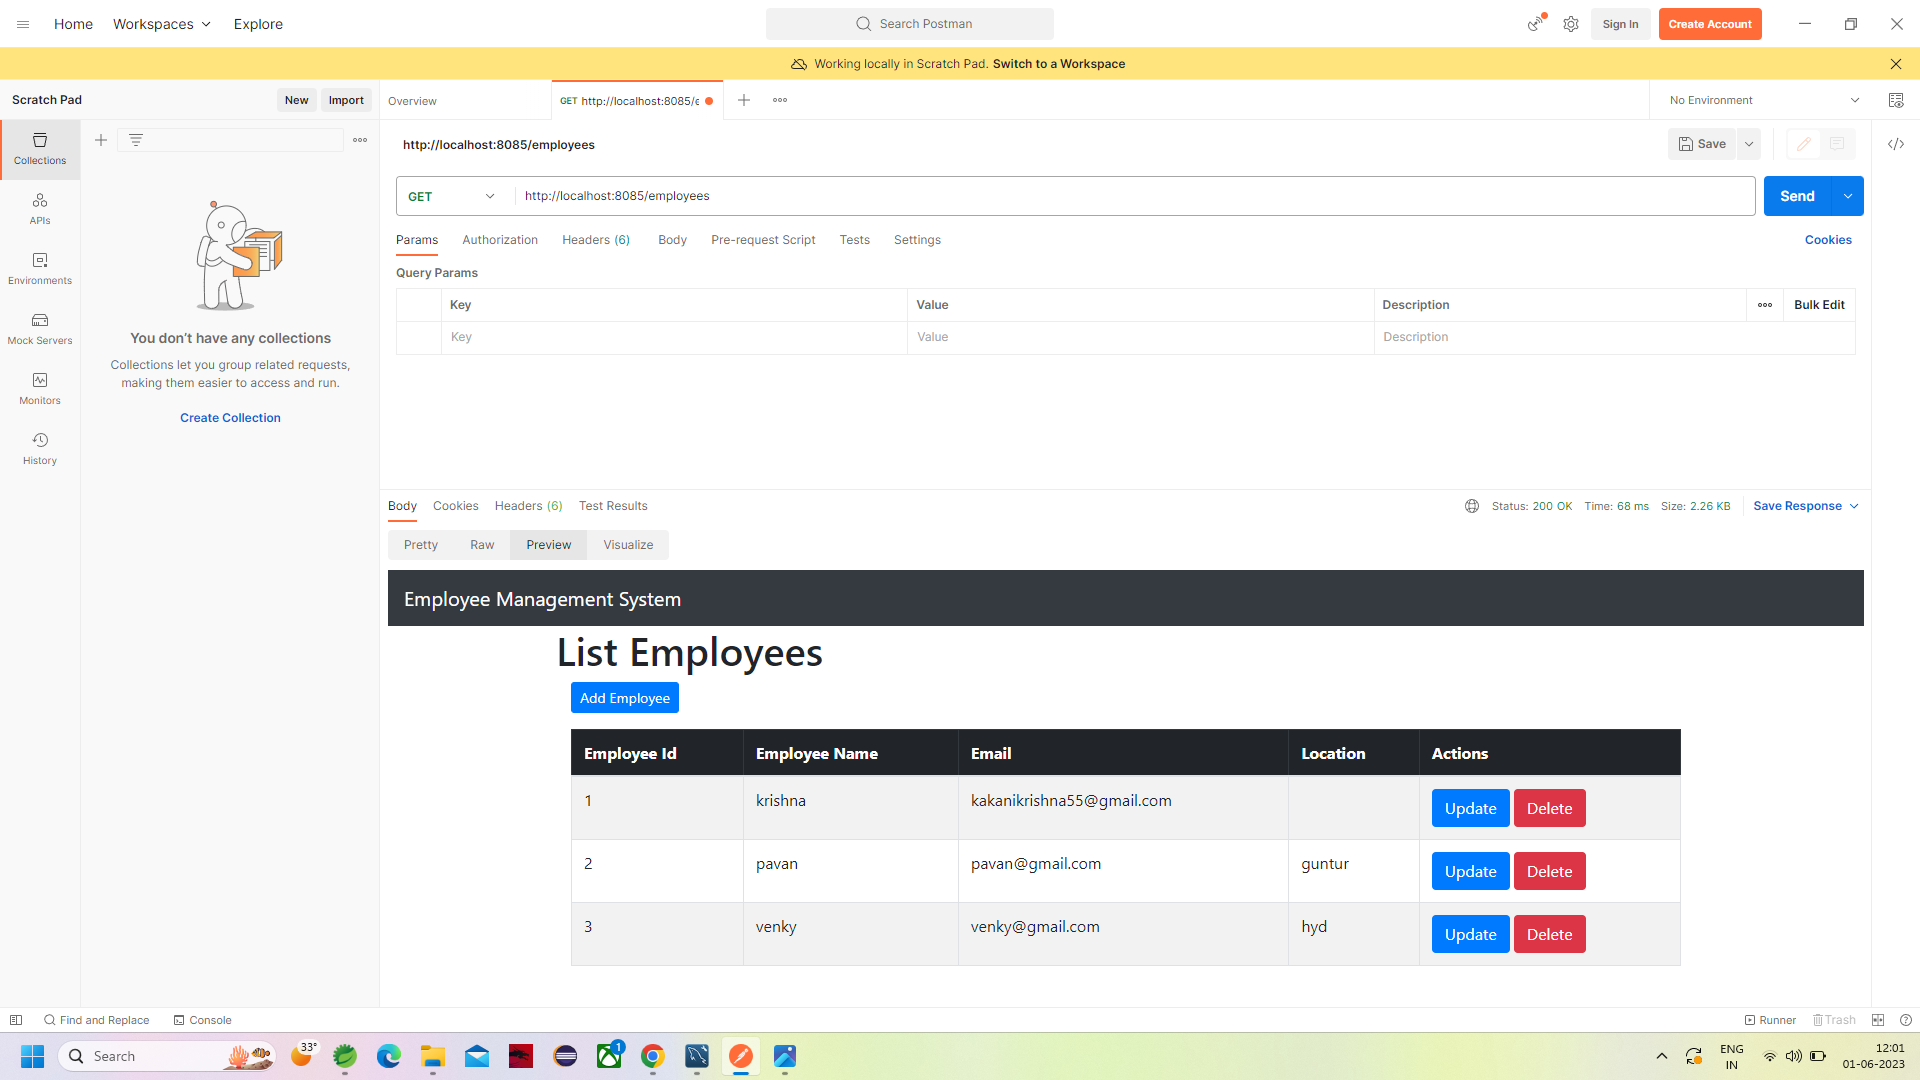 Home Workspaces Explore Search Postman Sign In Create Account
Working locally in Scratch Pad. Switch to a Workspace
Scratch Pad New Import Overview GET http://localhost:8085/e No Environment
http://localhost:8085/employees Save
Collections
APIs
Environments
Mock Servers
Monitors
History
You don't have any collections
Collections let you group related requests,
making them easier to access and run.
Create Collection
GET http://localhost:8085/employees Send
Params Authorization Headers (6) Body Pre-request Script Tests Settings Cookies
Query Params
Key Value Description Bulk Edit
Key Value Description
Body Cookies Headers (6) Test Results Status: 200 OK Time: 68 ms Size: 2.26 KB Save Response
Pretty Raw Preview Visualize
Employee Management System
List Employees
Add Employee
Employee Id Employee Name Email Location Actions
1 krishna kakanikrishna55@gmail.com Update Delete
2 pavan pavan@gmail.com guntur Update Delete
3 venky venky@gmail.com hyd Update Delete
Find and Replace Console Runner Trash
Search 33° 1 ENG 12:01
IN 01-06-2023